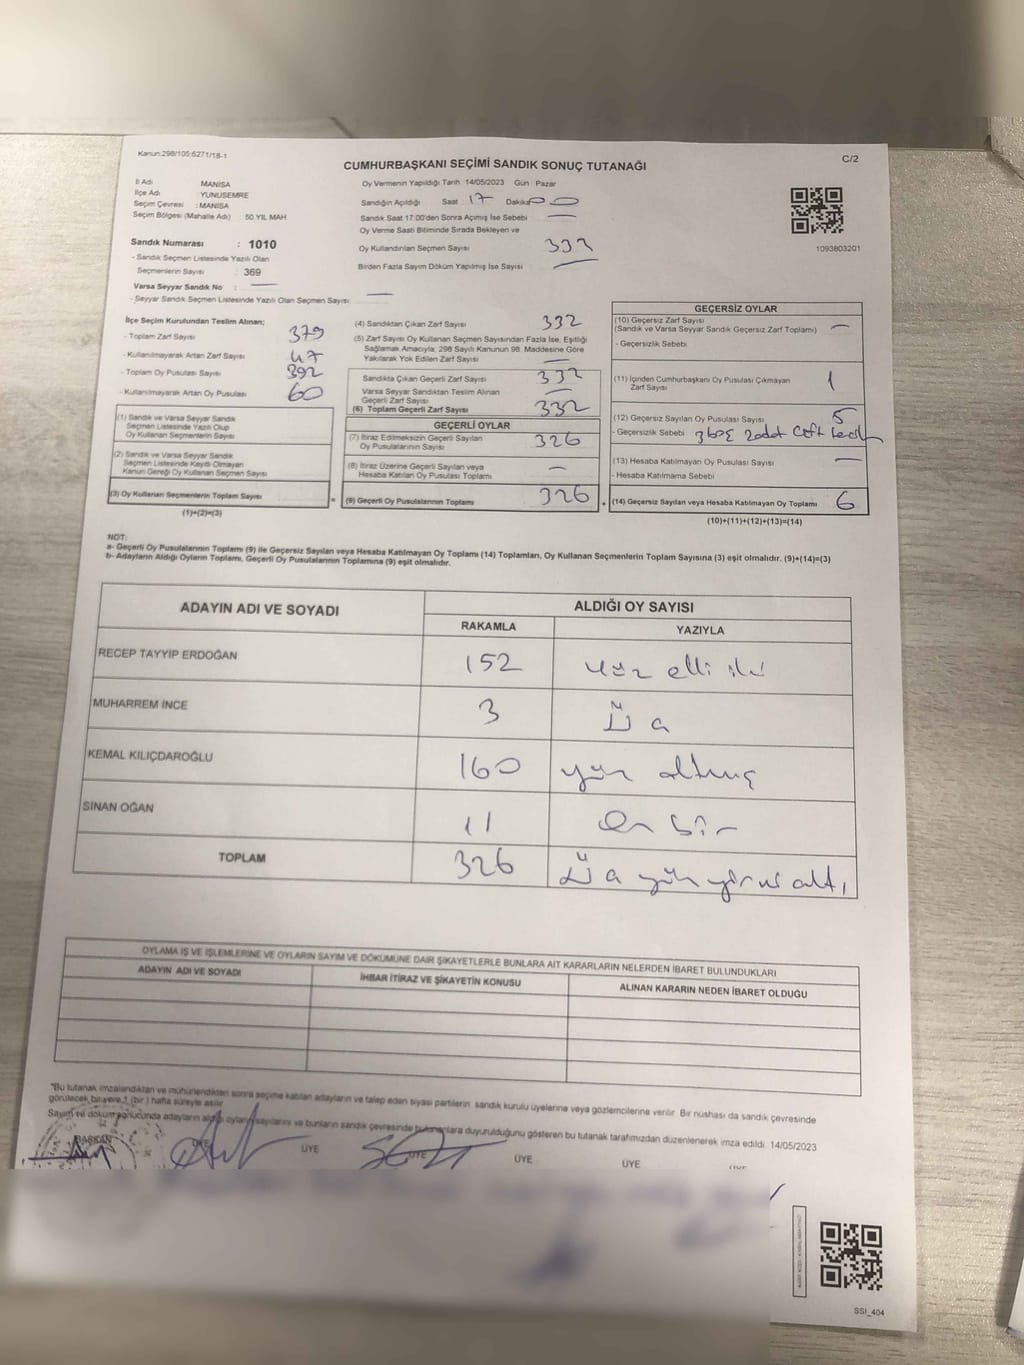 Kanun:298/105;6271/18-1
C/2
CUMHURBAŞKANI SEÇİMİ SANDIK SONUÇ TUTANAĞI
İl Adı MANİSA
İlçe Adı YUNUSEMRE
Seçim Çevresi : MANİSA
Seçim Bölgesi (Mahalle Adı) : 50.YIL MAH.
Sandık Numarası : 1010
- Sandık Seçmen Listesinde Yazılı Olan
Seçmenlerin Sayısı : 369
Varsa Seyyar Sandık No : —
- Seyyar Sandık Seçmen Listesinde Yazılı Olan Seçmen Sayısı: —
Oy Vermenin Yapıldığı Tarih :14/05/2023 Gün : Pazar
Sandığın Açıldığı Saat : 17 Dakika 00
Sandık Saat 17:00'den Sonra Açımış İse Sebebi —
Oy Verme Saati Bitiminde Sırada Bekleyen ve
Oy Kullandırılan Seçmen Sayısı 332
Birden Fazla Sayım Döküm Yapılmış İse Sayısı —
1093803201
İlçe Seçim Kurulundan Teslim Alınan;
- Toplam Zarf Sayısı 379
- Kullanılmayarak Artan Zarf Sayısı 47
- Toplam Oy Pusulası Sayısı 392
- Kullanılmayarak Artan Oy Pusulası 60
(1) Sandık ve Varsa Seyyar Sandık
Seçmen Listesinde Yazılı Olup
Oy Kullanan Seçmenlerin Sayısı
(2) Sandık ve Varsa Seyyar Sandık
Seçmen Listesinde Kayıtlı Olmayan
Kanun Gereği Oy Kullanan Seçmen Sayısı
(3) Oy Kullanan Seçmenlerin Toplam Sayısı
(1)+(2)=(3)
(4) Sandıktan Çıkan Zarf Sayısı 332
(5) Zarf Sayısı Oy Kullanan Seçmen Sayısından Fazla İse, Eşitliği
Sağlamak Amacıyla; 298 Sayılı Kanunun 98. Maddesine Göre
Yakılarak Yok Edilen Zarf Sayısı —
Sandıkta Çıkan Geçerli Zarf Sayısı 332
Varsa Seyyar Sandıktan Teslim Alınan
Geçerli Zarf Sayısı —
(6) Toplam Geçerli Zarf Sayısı 332
GEÇERLİ OYLAR
(7) İtiraz Edilmeksizin Geçerli Sayılan
Oy Pusulalarının Sayısı 326
(8) İtiraz Üzerine Geçerli Sayılan veya
Hesaba Katılan Oy Pusulası Toplamı —
= (9) Geçerli Oy Pusulalarının Toplamı 326
GEÇERSİZ OYLAR
(10) Geçersiz Zarf Sayısı
(Sandık ve Varsa Seyyar Sandık Geçersiz Zarf Toplamı) —
- Geçersizlik Sebebi
(11) İçinden Cumhurbaşkanı Oy Pusulası Çıkmayan
Zarf Sayısı 1
(12) Geçersiz Sayılan Oy Pusulası Sayısı 5
- Geçersizlik Sebebi 2 adet Çift
(13) Hesaba Katılmayan Oy Pusulası Sayısı —
- Hesaba Katılmama Sebebi
+ (14) Geçersiz Sayılan veya Hesaba Katılmayan Oy Toplamı 6
(10)+(11)+(12)+(13)=(14)
NOT:
a- Geçerli Oy Pusulalarının Toplamı (9) ile Geçersiz Sayılan veya Hesaba Katılmayan Oy Toplamı (14) Toplamları, Oy Kullanan Seçmenlerin Toplam Sayısına (3) eşit olmalıdır. (9)+(14)=(3)
b- Adayların Aldığı Oyların Toplamı, Geçerli Oy Pusulalarının Toplamına (9) eşit olmalıdır.
ADAYIN ADI VE SOYADI ALDIĞI OY SAYISI
RAKAMLA YAZIYLA
RECEP TAYYİP ERDOĞAN 152 yüz elli iki
MUHARREM İNCE 3 Üç
KEMAL KILIÇDAROĞLU 160 yüz altmış
SİNAN OĞAN 11 on bir
TOPLAM 326 Üç yüz yirmi altı
OYLAMA İŞ VE İŞLEMLERİNE VE OYLARIN SAYIM VE DÖKÜMÜNE DAİR ŞİKAYETLERLE BUNLARA AİT KARARLARIN NELERDEN İBARET BULUNDUKLARI
ADAYIN ADI VE SOYADI İHBAR İTİRAZ VE ŞİKAYETİN KONUSU ALINAN KARARIN NEDEN İBARET OLDUĞU
*Bu tutanak imzalandıktan ve mühürlendikten sonra seçime katılan adayların ve talep eden siyasi partilerin sandık kurulu üyelerine veya gözlemcilerine verilir. Bir nüshası da sandık çevresinde
görülecek bir yere 1 (bir ) hafta süreyle asılır.
Sayım ve döküm sonucunda adayların aldığı oyların sayılarını ve bunların sandık çevresinde bulunanlara duyurulduğunu gösteren bu tutanak tarafımızdan düzenlenerek imza edildi. 14/05/2023
BAŞKAN ÜYE ÜYE ÜYE ÜYE ÜYE
SSI_404